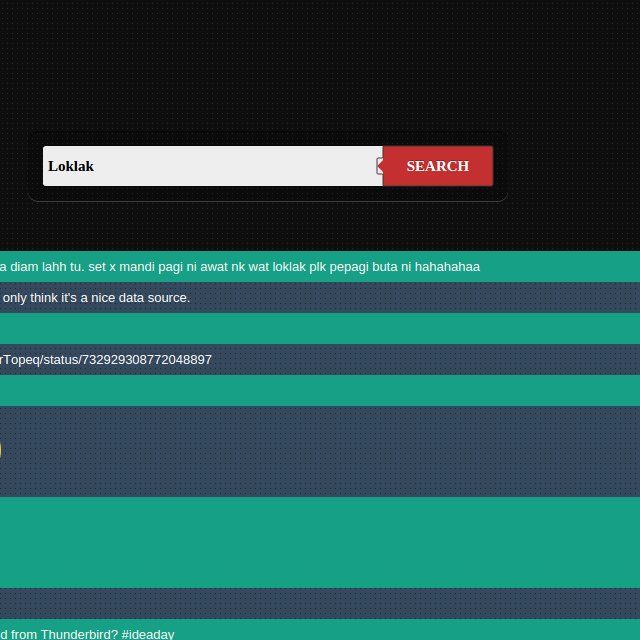 Loklak
SEARCH
a diam lahh tu. set x mandi pagi ni awat nk wat loklak plk pepagi buta ni hahahahaa
only think it's a nice data source.
rTopeq/status/732929308772048897
d from Thunderbird? #ideaday